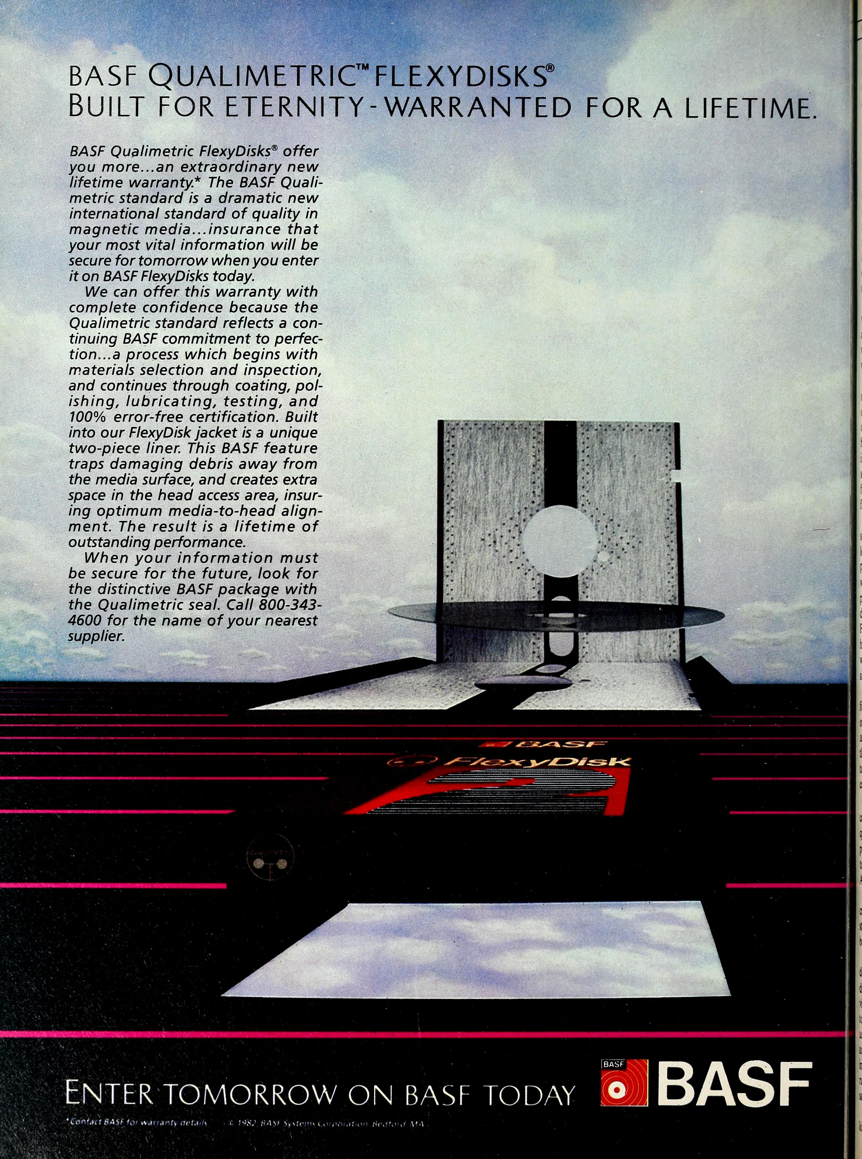 BASF QUALIMETRIC™ FLEXYDISKS®
BUILT FOR ETERNITY - WARRANTED FOR A LIFETIME.
BASF Qualimetric FlexyDisks® offer
you more...an extraordinary new
lifetime warranty.* The BASF Quali-
metric standard is a dramatic new
international standard of quality in
magnetic media...insurance that
your most vital information will be
secure for tomorrow when you enter
it on BASF FlexyDisks today.
We can offer this warranty with
complete confidence because the
Qualimetric standard reflects a con-
tinuing BASF commitment to perfec-
tion...a process which begins with
materials selection and inspection,
and continues through coating, pol-
ishing, lubricating, testing, and
100% error-free certification. Built
into our FlexyDisk jacket is a unique
two-piece liner. This BASF feature
traps damaging debris away from
the media surface, and creates extra
space in the head access area, insur-
ing optimum media-to-head align-
ment. The result is a lifetime of
outstanding performance.
When your information must
be secure for the future, look for
the distinctive BASF package with
the Qualimetric seal. Call 800-343-
4600 for the name of your nearest
supplier.
BASF
FlexyDisk
ENTER TOMORROW ON BASF TODAY
BASF
BASF
*Contact BASF for warranty details © 1982, BASF Systems Corporation, Bedford, MA